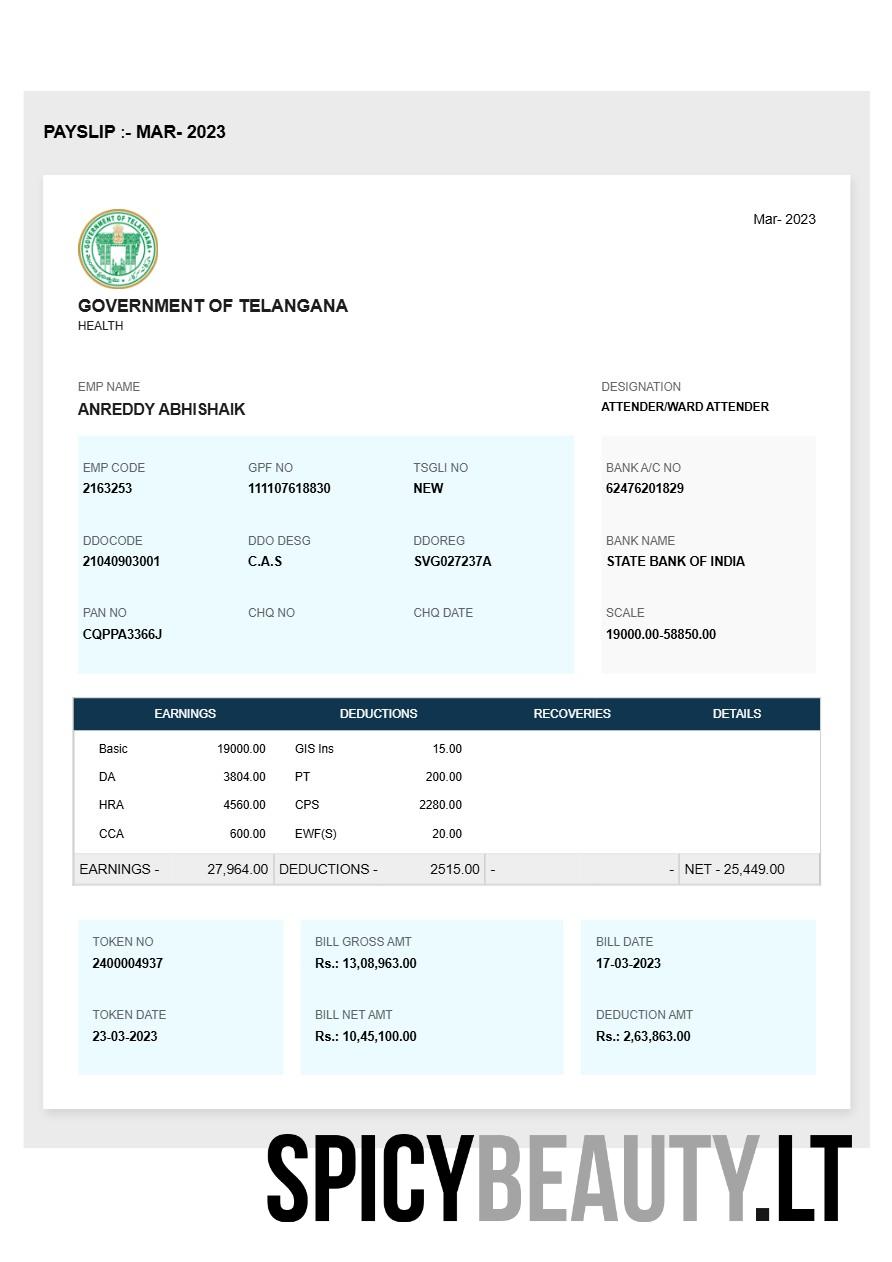 PAYSLIP :- MAR- 2023
Mar- 2023
GOVERNMENT OF TELANGANA
GOVERNMENT OF TELANGANA
HEALTH
EMP NAME DESIGNATION
ANREDDY ABHISHAIK ATTENDER/WARD ATTENDER
EMP CODE GPF NO TSGLI NO BANK A/C NO
2163253 111107618830 NEW 62476201829
DDOCODE DDO DESG DDOREG BANK NAME
21040903001 C.A.S SVG027237A STATE BANK OF INDIA
PAN NO CHQ NO CHQ DATE SCALE
CQPPA3366J 19000.00-58850.00
EARNINGS DEDUCTIONS RECOVERIES DETAILS
Basic 19000.00 GIS Ins 15.00
DA 3804.00 PT 200.00
HRA 4560.00 CPS 2280.00
CCA 600.00 EWF(S) 20.00
EARNINGS - 27,964.00 DEDUCTIONS - 2515.00 - - NET - 25,449.00
TOKEN NO BILL GROSS AMT BILL DATE
2400004937 Rs.: 13,08,963.00 17-03-2023
TOKEN DATE BILL NET AMT DEDUCTION AMT
23-03-2023 Rs.: 10,45,100.00 Rs.: 2,63,863.00
SPICYBEAUTY.LT